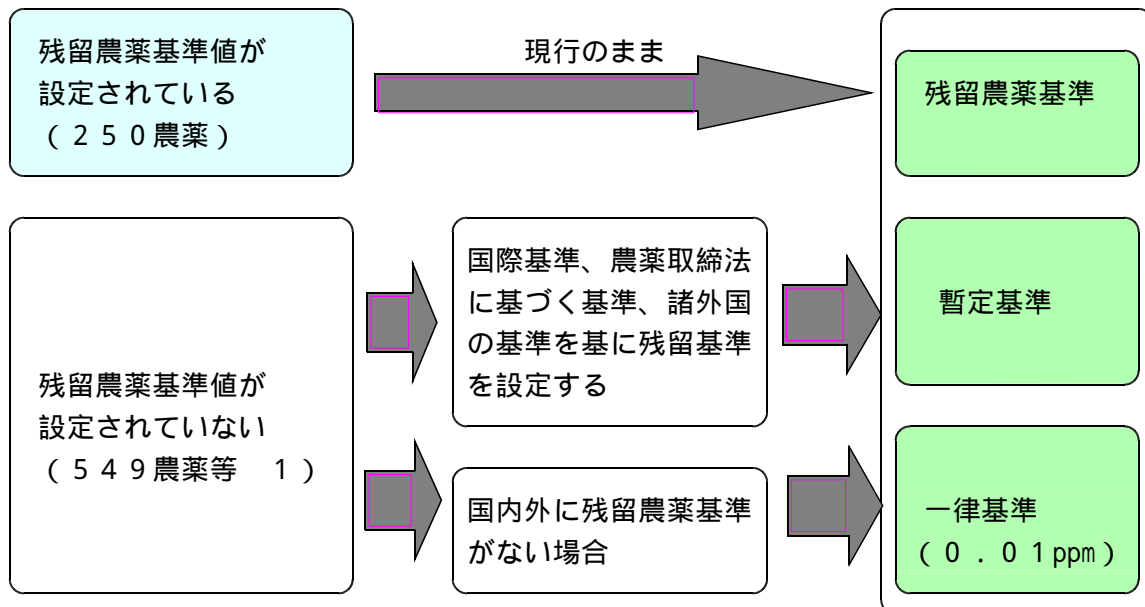 残留農薬基準値が
設定されている
（２５０農薬）
現行のまま
残留農薬基準
残留農薬基準値が
設定されていない
（５４９農薬等　1）
国際基準、農薬取締法
に基づく基準、諸外国
の基準を基に残留基準
を設定する
暫定基準
国内外に残留農薬基準
がない場合
一律基準
（０．０１ppm）